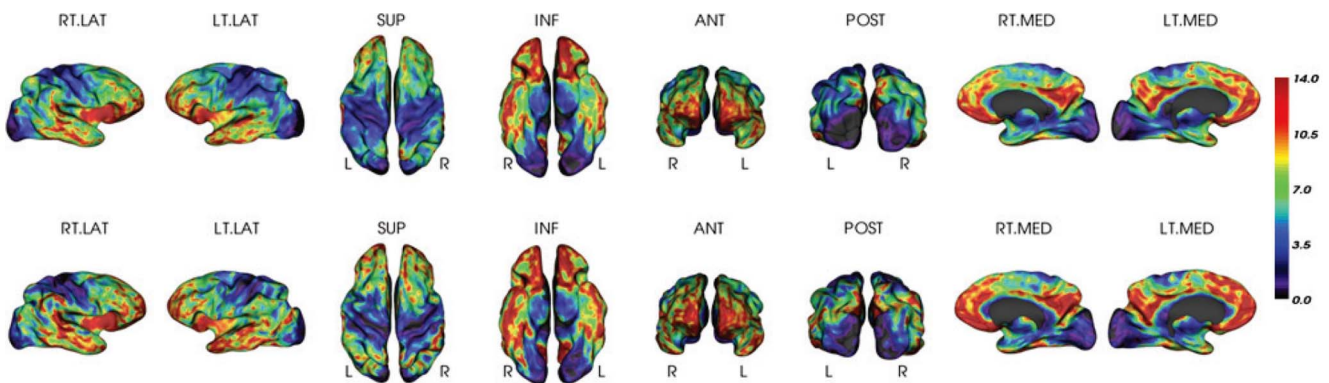 RT.LAT LT.LAT SUP INF ANT POST RT.MED LT.MED
14.0
10.5
7.0
3.5
0.0
L R R L R L L R
RT.LAT LT.LAT SUP INF ANT POST RT.MED LT.MED
L R R L R L L R